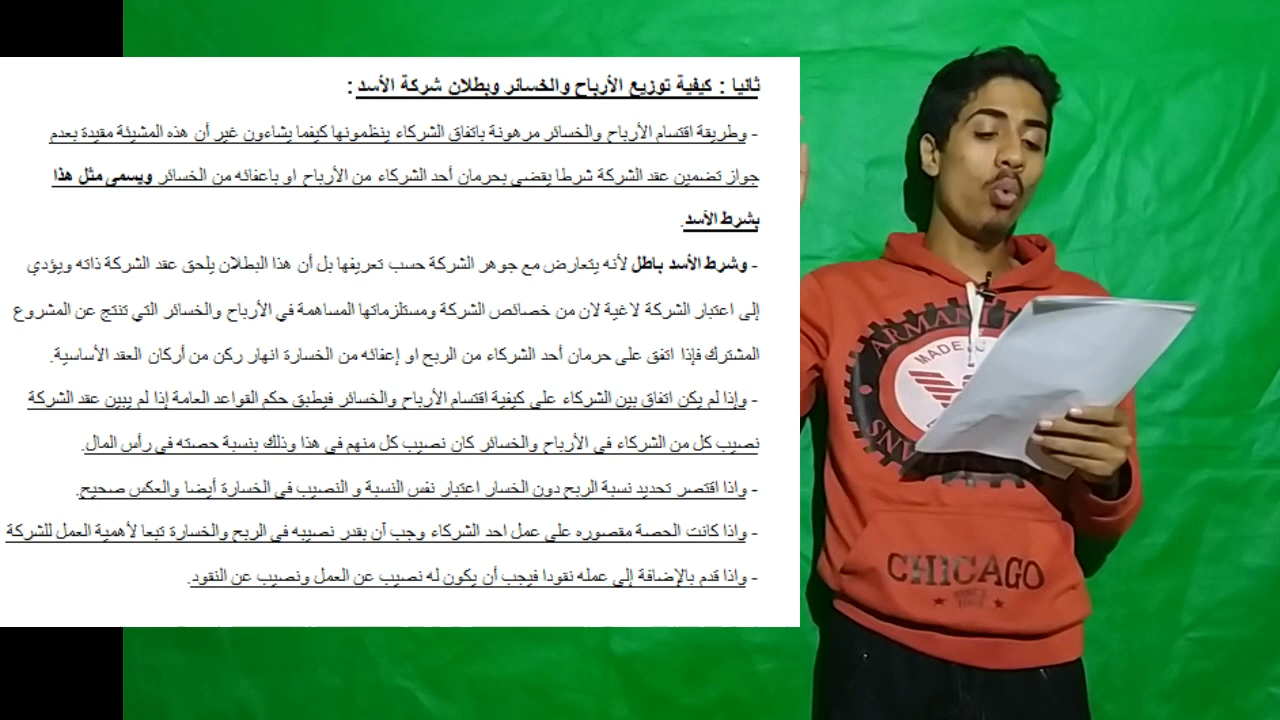 ثانيا : كيفية توزيع الأرباح والخسائر وبطلان شركة الأسد :
- وطريقة اقتسام الأرباح والخسائر مرهونة باتفاق الشركاء ينظمونها كيفما يشاءون غير أن هذه المشيئة مقيدة بعدم
جواز تضمين عقد الشركة شرطا يقضي بحرمان أحد الشركاء من الأرباح او باعفائه من الخسائر ويسمى مثل هذا
بشرط الأسد.
- وشرط الأسد باطل لأنه يتعارض مع جوهر الشركة حسب تعريفها بل أن هذا البطلان يلحق عقد الشركة ذاته ويؤدي
إلى اعتبار الشركة لاغية لان من خصائص الشركة ومستلزماتها المساهمة في الأرباح والخسائر التي تنتج عن المشروع
المشترك فإذا اتفق على حرمان أحد الشركاء من الربح او إعفائه من الخسارة انهار ركن من أركان العقد الأساسية.
- وإذا لم يكن اتفاق بين الشركاء على كيفية اقتسام الأرباح والخسائر فيطبق حكم القواعد العامة إذا لم يبين عقد الشركة
نصيب كل من الشركاء في الأرباح والخسائر كان نصيب كل منهم في هذا وذلك بنسبة حصته في رأس المال.
- واذا اقتصر تحديد نسبة الربح دون الخسار اعتبار نفس النسبة و النصيب في الخسارة أيضا والعكس صحيح.
- واذا كانت الحصة مقصوره على عمل احد الشركاء وجب أن يقدر نصيبه في الربح والخسارة تبعا لأهمية العمل للشركة
- واذا قدم بالإضافة إلى عمله نقودا فيجب أن يكون له نصيب عن العمل ونصيب عن النقود.
ARMANI
MADE
JEANS
CHICAGO
SINCE